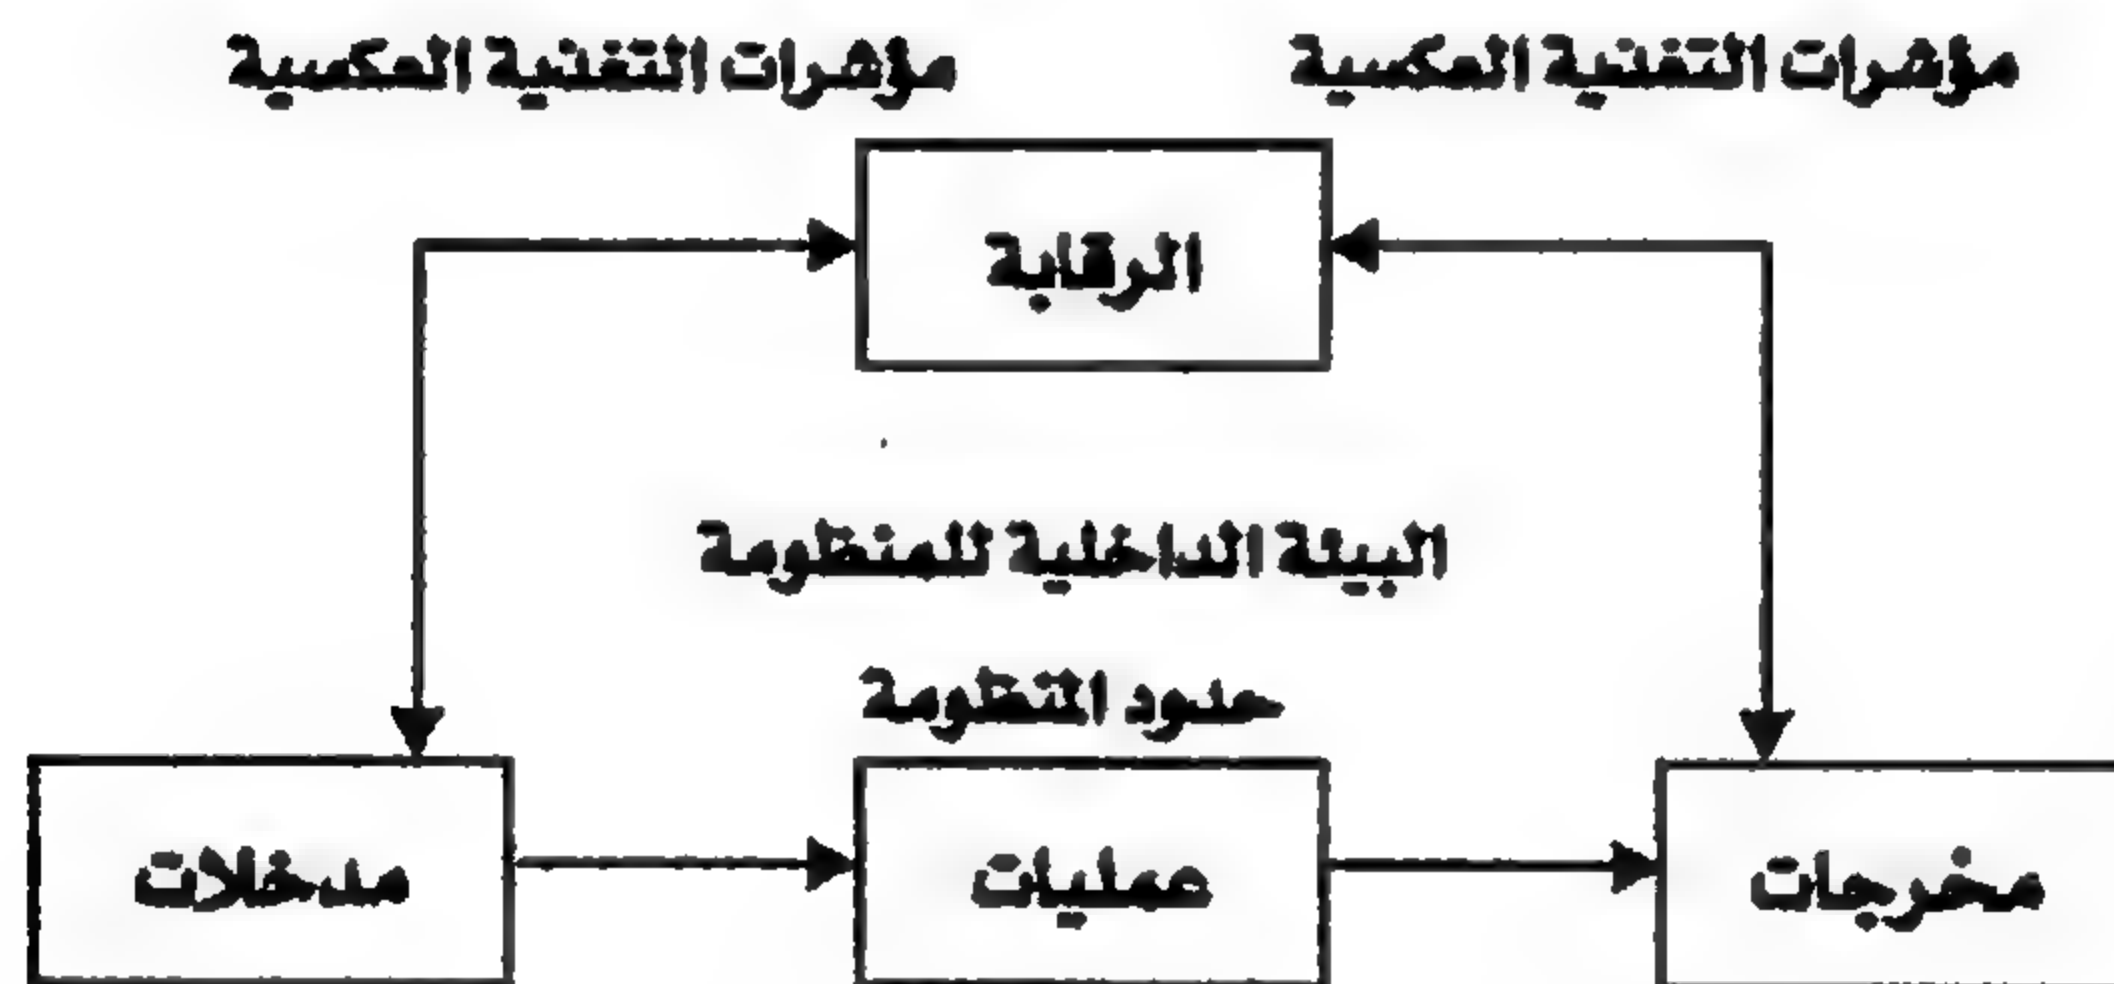 مؤشرات التغذية العكسية
مؤشرات التغذية العكسية
الرقابة
البيئة الداخلية للمنظومة
حدود المنظومة
مدخلات
عمليات
مخرجات